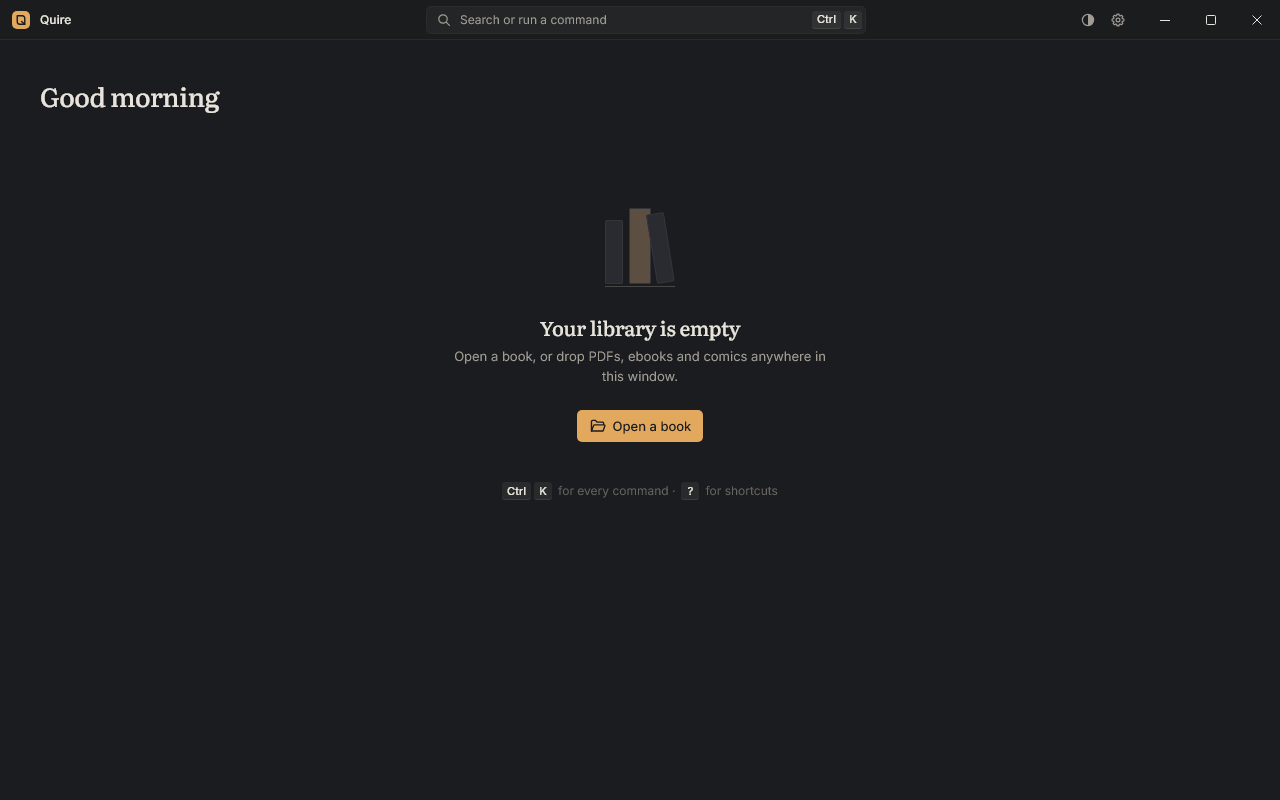 Quire
Search or run a command
Ctrl K
Good morning
Your library is empty
Open a book, or drop PDFs, ebooks and comics anywhere in
this window.
Open a book
Ctrl K for every command · ? for shortcuts